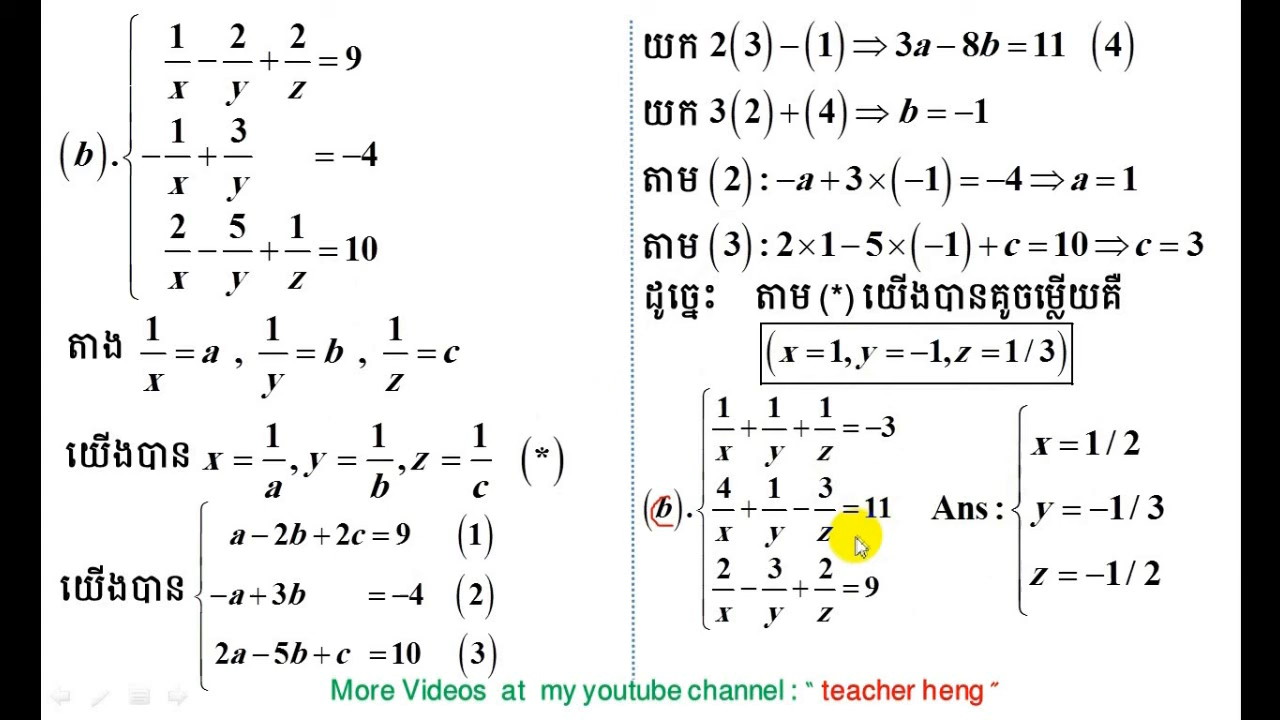 (b). { 1/x − 2/y + 2/z = 9
−1/x + 3/y = −4
2/x − 5/y + 1/z = 10
តាង 1/x = a , 1/y = b , 1/z = c
យើងបាន x = 1/a , y = 1/b , z = 1/c (*)
យើងបាន { a − 2b + 2c = 9 (1)
−a + 3b = −4 (2)
2a − 5b + c = 10 (3)
យក 2(3) − (1) ⇒ 3a − 8b = 11 (4)
យក 3(2) + (4) ⇒ b = −1
តាម (2) : −a + 3×(−1) = −4 ⇒ a = 1
តាម (3) : 2×1 − 5×(−1) + c = 10 ⇒ c = 3
ដូច្នេះ តាម (*) យើងបានគូចម្លើយគឺ
(x = 1, y = −1, z = 1/3)
(b). { 1/x + 1/y + 1/z = −3
4/x + 1/y − 3/z = 11
2/x − 3/y + 2/z = 9
Ans : { x = 1/2
y = −1/3
z = −1/2
More Videos at my youtube channel : “ teacher heng ”